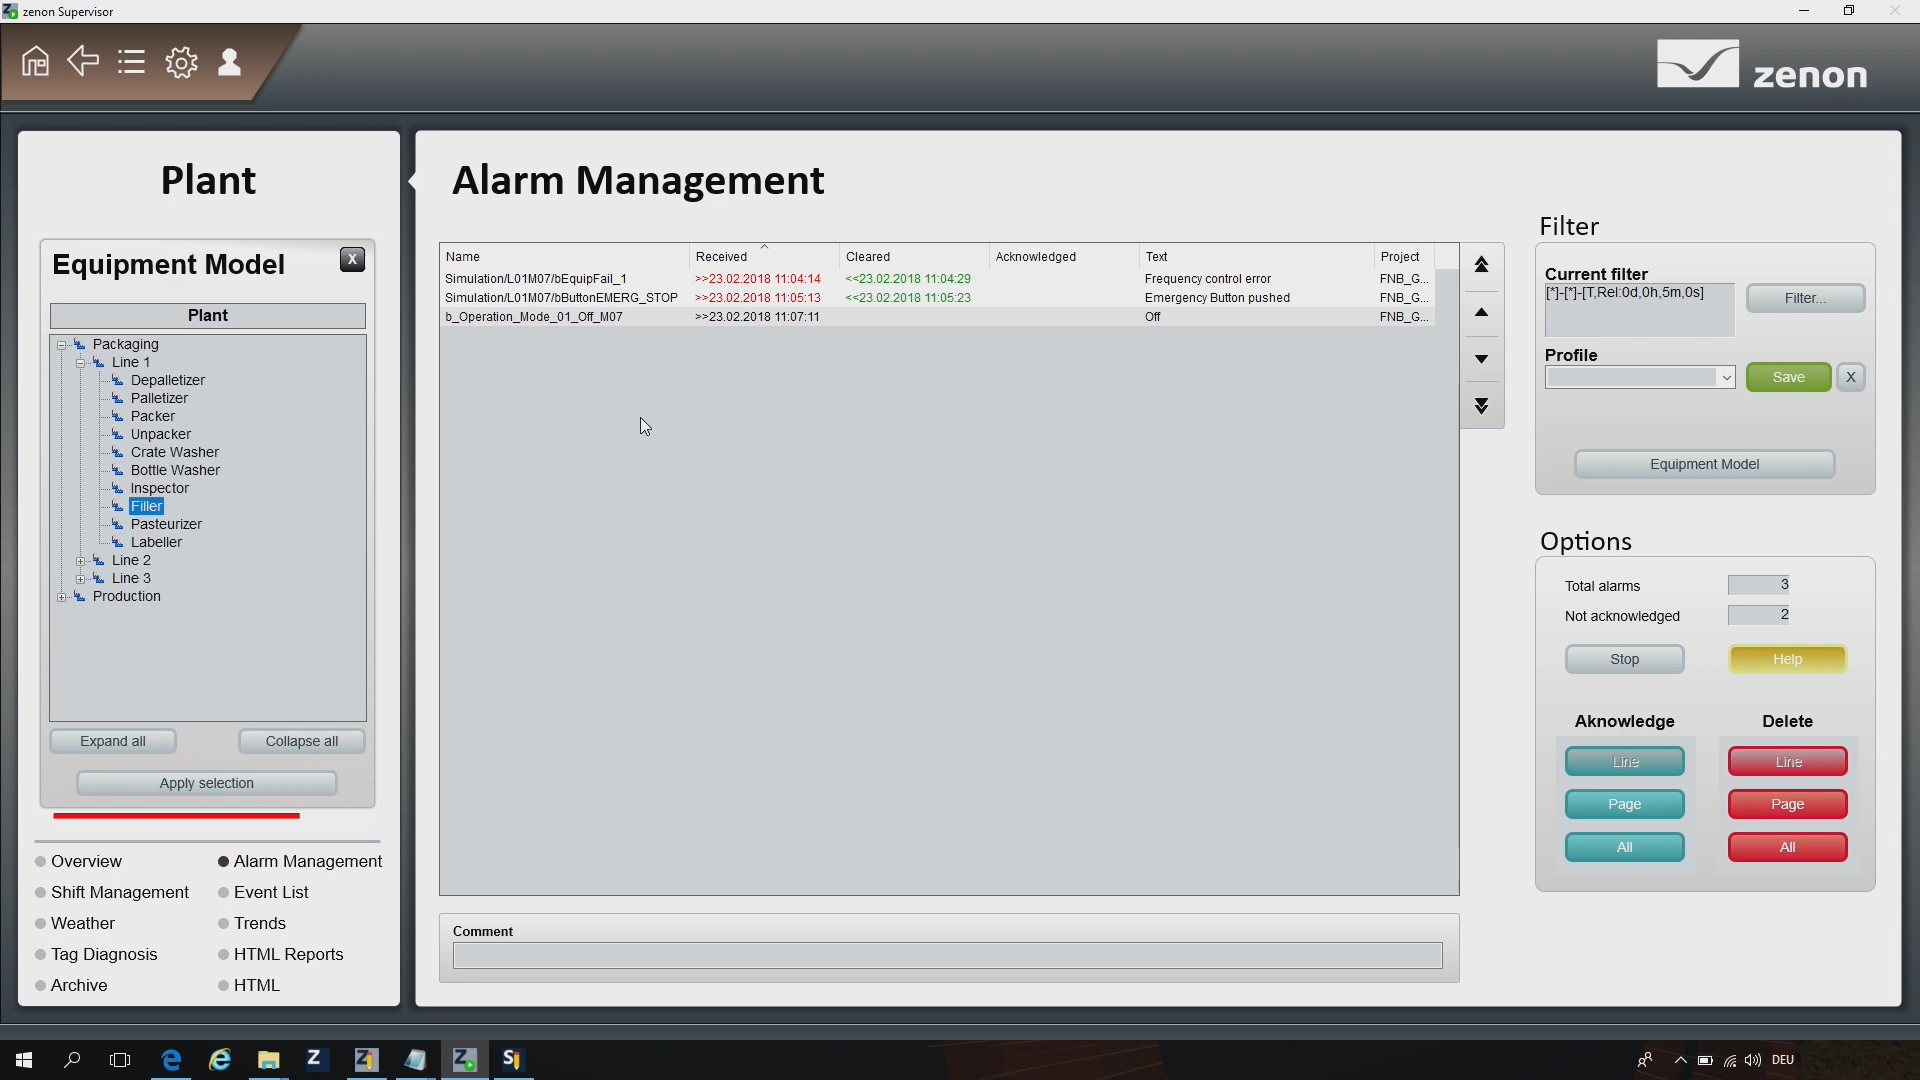 zenon Supervisor
zenon
Plant
Equipment Model
X
Plant
Packaging
Line 1
Depalletizer
Palletizer
Packer
Unpacker
Crate Washer
Bottle Washer
Inspector
Filler
Pasteurizer
Labeller
Line 2
Line 3
Production
Expand all
Collapse all
Apply selection
Overview
Alarm Management
Shift Management
Event List
Weather
Trends
Tag Diagnosis
HTML Reports
Archive
HTML
Alarm Management
Name Received Cleared Acknowledged Text Project
Simulation/L01M07/bEquipFail_1 >>23.02.2018 11:04:14 <<23.02.2018 11:04:29 Frequency control error FNB_G...
Simulation/L01M07/bButtonEMERG_STOP >>23.02.2018 11:05:13 <<23.02.2018 11:05:23 Emergency Button pushed FNB_G...
b_Operation_Mode_01_Off_M07 >>23.02.2018 11:07:11 Off FNB_G...
Comment
Filter
Current filter
[*]-[*]-[T,Rel:0d,0h,5m,0s]
Filter...
Profile
Save
X
Equipment Model
Options
Total alarms 3
Not acknowledged 2
Stop
Help
Aknowledge
Delete
Line
Line
Page
Page
All
All
DEU